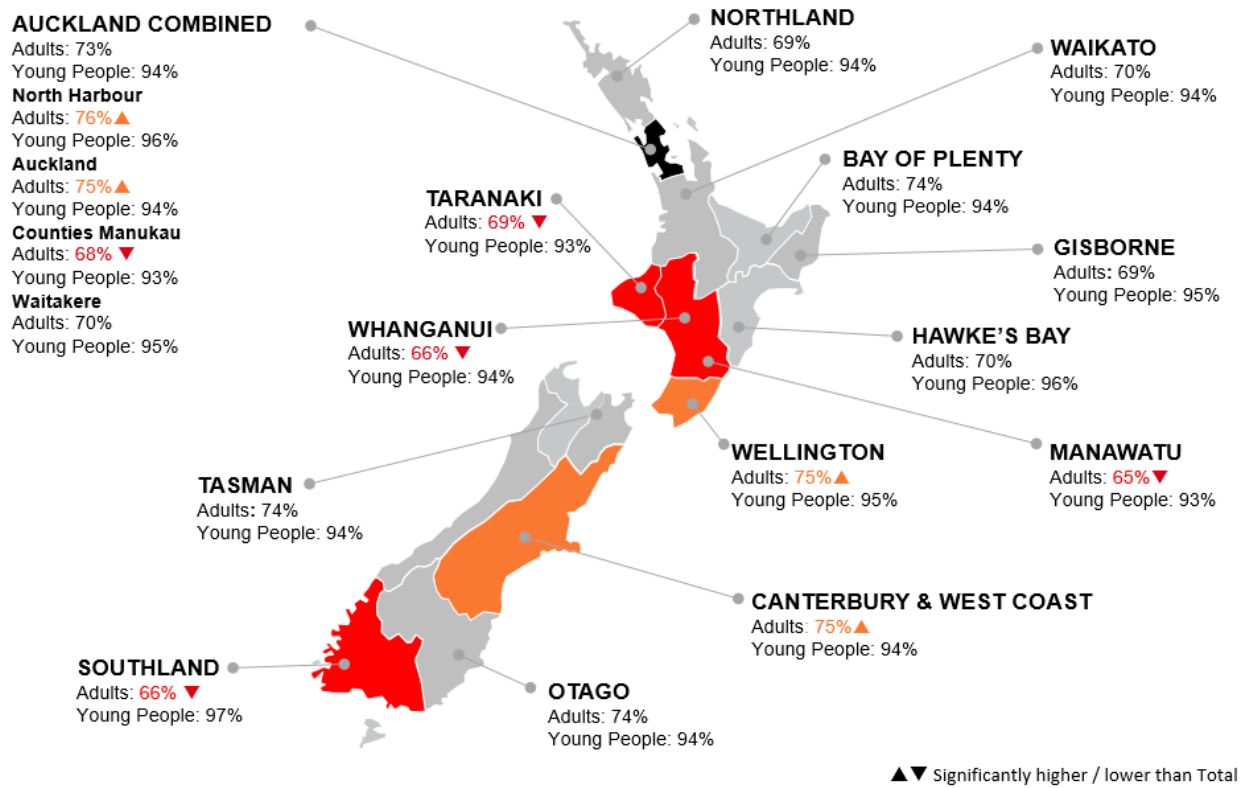 AUCKLAND COMBINED
Adults: 73%
Young People: 94%
North Harbour
Adults: 76%▲
Young People: 96%
Auckland
Adults: 75%▲
Young People: 94%
Counties Manukau
Adults: 68% ▼
Young People: 93%
Waitakere
Adults: 70%
Young People: 95%
NORTHLAND
Adults: 69%
Young People: 94%
WAIKATO
Adults: 70%
Young People: 94%
BAY OF PLENTY
Adults: 74%
Young People: 94%
TARANAKI
Adults: 69% ▼
Young People: 93%
GISBORNE
Adults: 69%
Young People: 95%
WHANGANUI
Adults: 66% ▼
Young People: 94%
HAWKE'S BAY
Adults: 70%
Young People: 96%
WELLINGTON
Adults: 75%▲
Young People: 95%
MANAWATU
Adults: 65%▼
Young People: 93%
TASMAN
Adults: 74%
Young People: 94%
CANTERBURY & WEST COAST
Adults: 75%▲
Young People: 94%
SOUTHLAND
Adults: 66% ▼
Young People: 97%
OTAGO
Adults: 74%
Young People: 94%
▲▼ Significantly higher / lower than Total